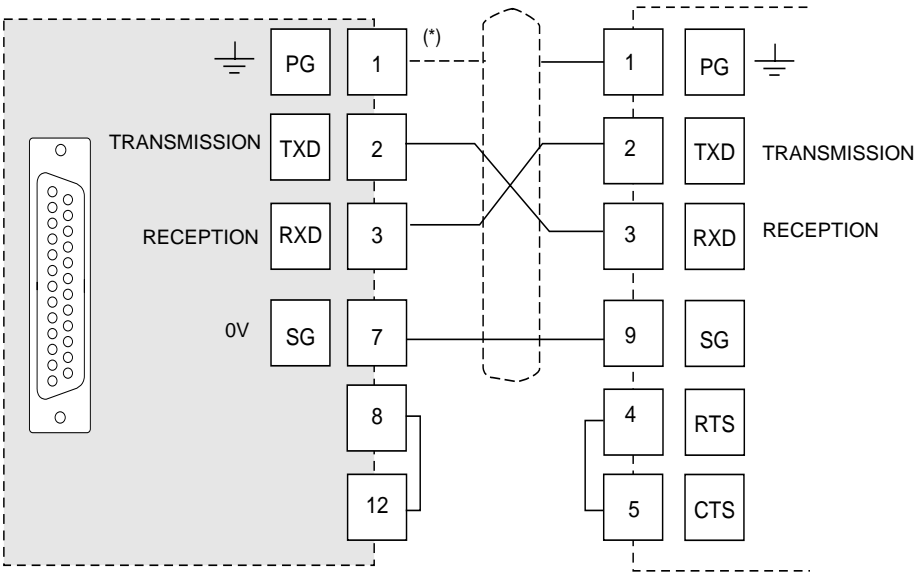 (*)
PG 1 1 PG
TRANSMISSION TXD 2 2 TXD TRANSMISSION
RECEPTION RXD 3 3 RXD RECEPTION
0V SG 7 9 SG
8 4 RTS
12 5 CTS